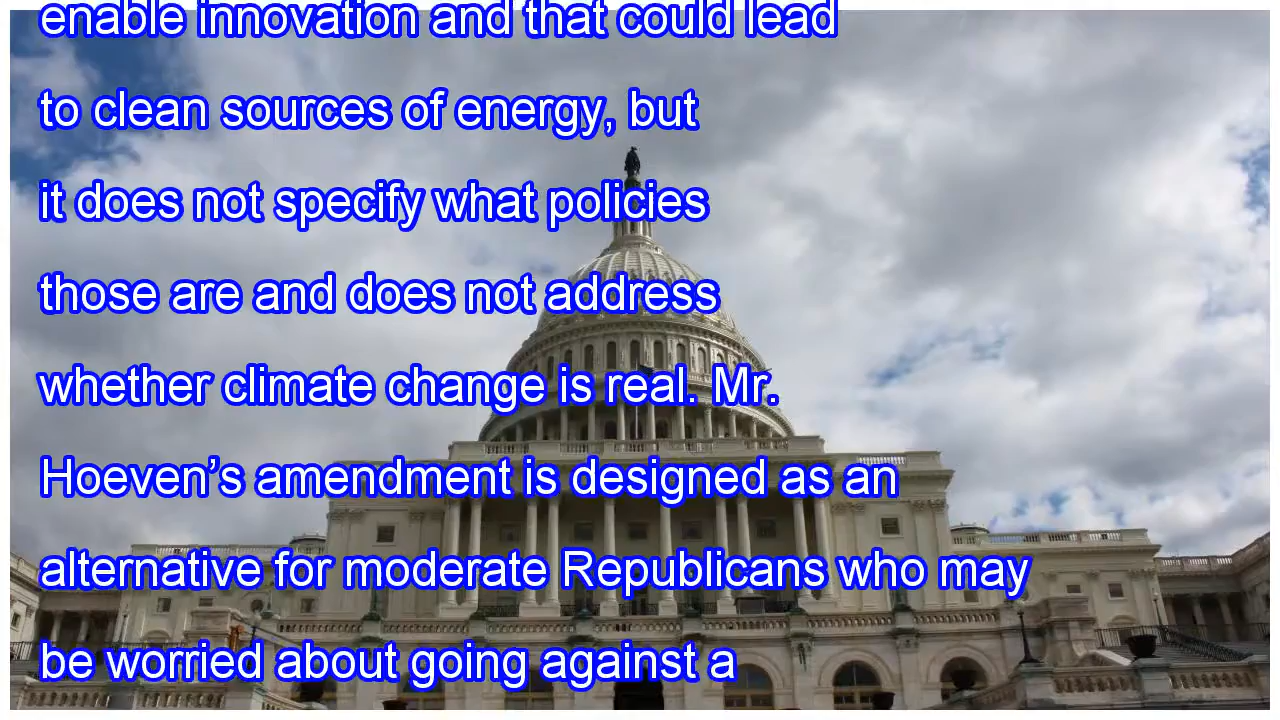 enable innovation and that could lead
to clean sources of energy, but
it does not specify what policies
those are and does not address
whether climate change is real. Mr.
Hoeven’s amendment is designed as an
alternative for moderate Republicans who may
be worried about going against a